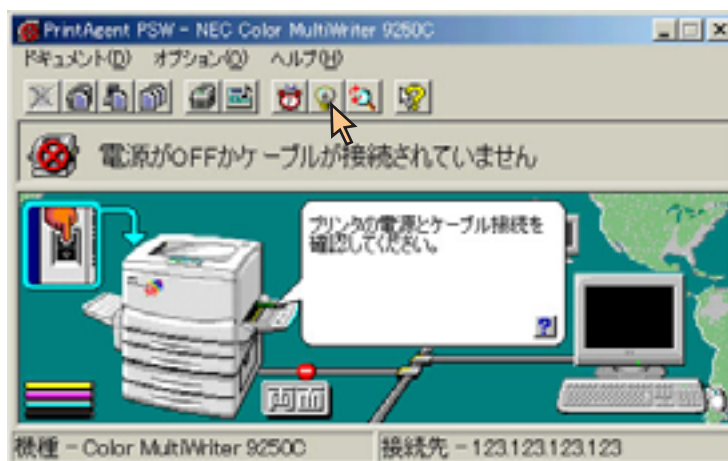 PrintAgent PSW - NEC Color MultiWriter 9250C
ドキュメント(D) オプション(O) ヘルプ(H)
電源がOFFかケーブルが接続されていません
プリンタの電源とケーブル接続を
確認してください。
両面
機種 - Color MultiWriter 9250C
接続先 - 123.123.123.123